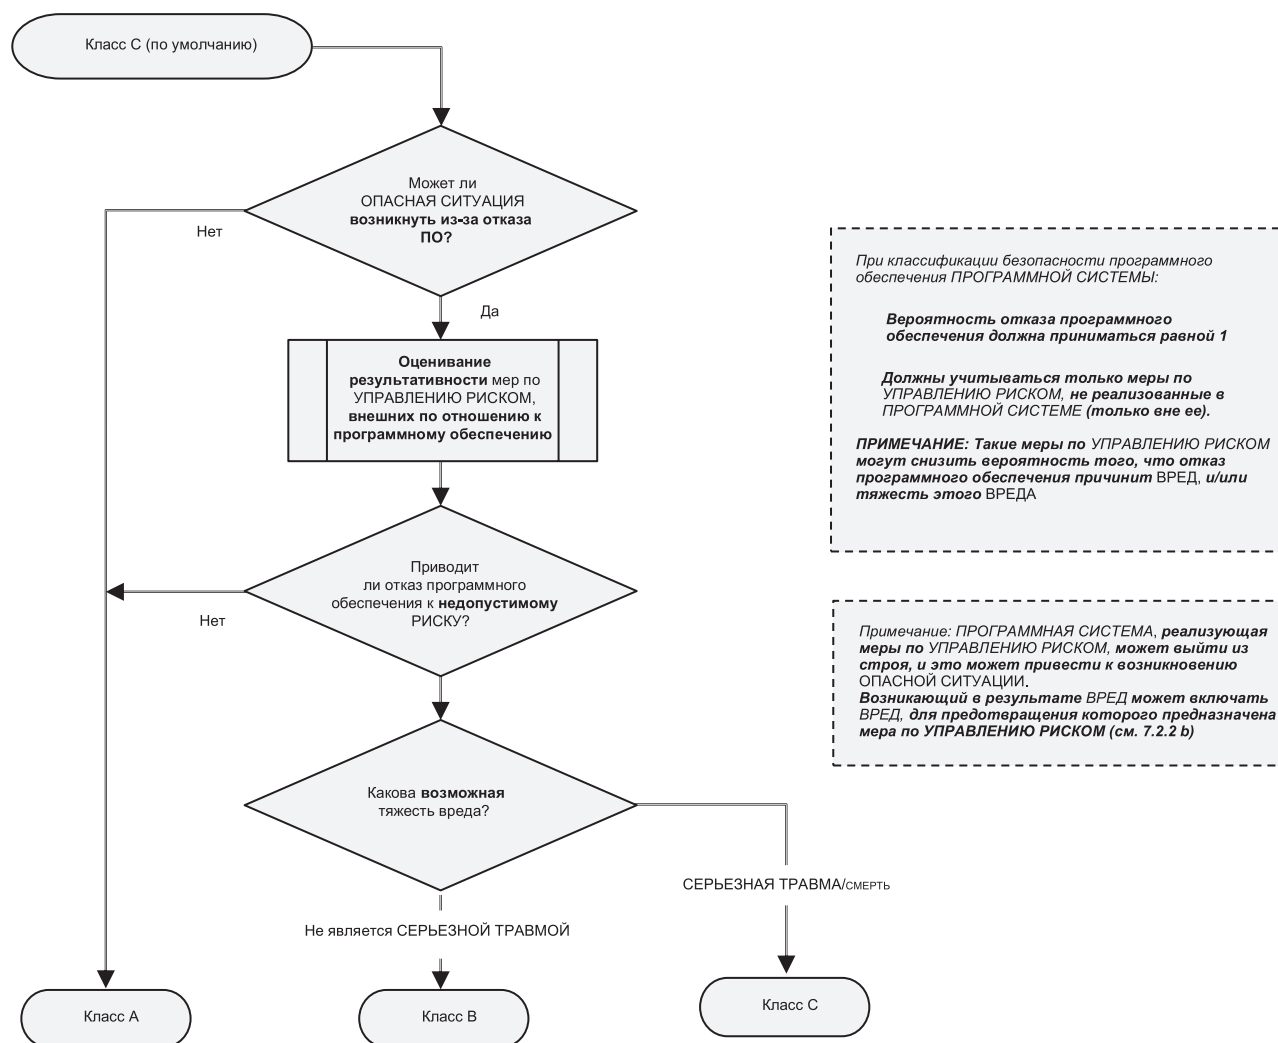 Класс C (по умолчанию)
Может ли
ОПАСНАЯ СИТУАЦИЯ
возникнуть из-за отказа
ПО?
Нет
Да
Оценивание
результативности мер по
УПРАВЛЕНИЮ РИСКОМ,
внешних по отношению к
программному обеспечению
Приводит
ли отказ программного
обеспечения к недопустимому
РИСКУ?
Нет
Какова возможная
тяжесть вреда?
СЕРЬЕЗНАЯ ТРАВМА/СМЕРТЬ
Не является СЕРЬЕЗНОЙ ТРАВМОЙ
Класс A
Класс B
Класс C
При классификации безопасности программного
обеспечения ПРОГРАММНОЙ СИСТЕМЫ:
Вероятность отказа программного
обеспечения должна приниматься равной 1
Должны учитываться только меры по
УПРАВЛЕНИЮ РИСКОМ, не реализованные в
ПРОГРАММНОЙ СИСТЕМЕ (только вне ее).
ПРИМЕЧАНИЕ: Такие меры по УПРАВЛЕНИЮ РИСКОМ
могут снизить вероятность того, что отказ
программного обеспечения причинит ВРЕД, и/или
тяжесть этого ВРЕДА
Примечание: ПРОГРАММНАЯ СИСТЕМА, реализующая
меры по УПРАВЛЕНИЮ РИСКОМ, может выйти из
строя, и это может привести к возникновению
ОПАСНОЙ СИТУАЦИИ.
Возникающий в результате ВРЕД может включать
ВРЕД, для предотвращения которого предназначена
мера по УПРАВЛЕНИЮ РИСКОМ (см. 7.2.2 b)